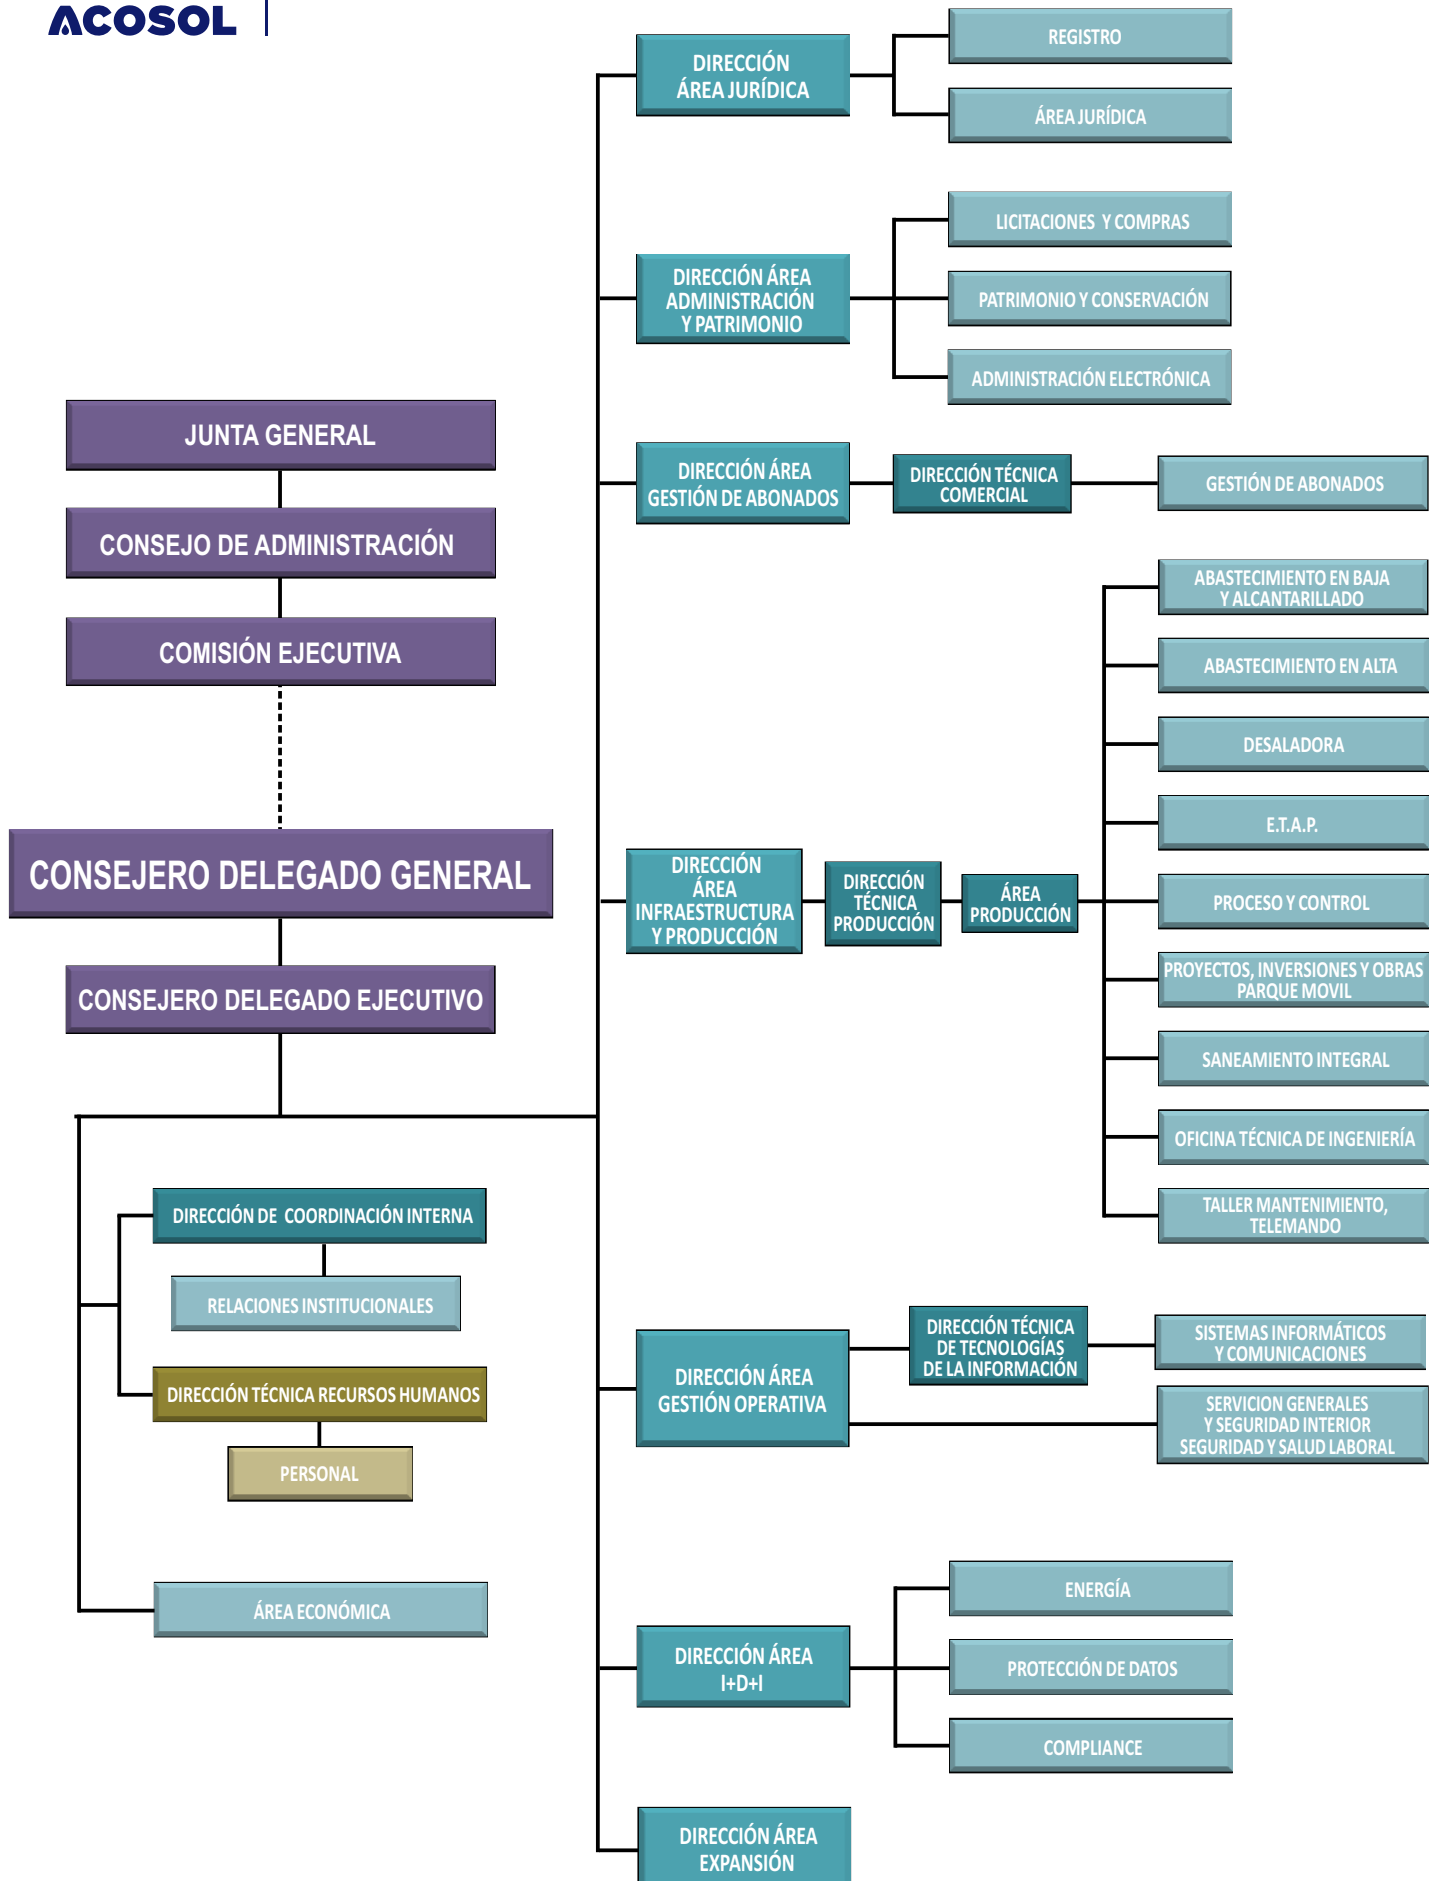 ACOSOL
JUNTA GENERAL
CONSEJO DE ADMINISTRACIÓN
COMISIÓN EJECUTIVA
CONSEJERO DELEGADO GENERAL
CONSEJERO DELEGADO EJECUTIVO
DIRECCIÓN DE COORDINACIÓN INTERNA
RELACIONES INSTITUCIONALES
DIRECCIÓN TÉCNICA RECURSOS HUMANOS
PERSONAL
ÁREA ECONÓMICA
DIRECCIÓN
ÁREA JURÍDICA
REGISTRO
ÁREA JURÍDICA
DIRECCIÓN ÁREA
ADMINISTRACIÓN
Y PATRIMONIO
LICITACIONES Y COMPRAS
PATRIMONIO Y CONSERVACIÓN
ADMINISTRACIÓN ELECTRÓNICA
DIRECCIÓN ÁREA
GESTIÓN DE ABONADOS
DIRECCIÓN TÉCNICA
COMERCIAL
GESTIÓN DE ABONADOS
DIRECCIÓN
ÁREA
INFRAESTRUCTURA
Y PRODUCCIÓN
DIRECCIÓN
TÉCNICA
PRODUCCIÓN
ÁREA
PRODUCCIÓN
ABASTECIMIENTO EN BAJA
Y ALCANTARILLADO
ABASTECIMIENTO EN ALTA
DESALADORA
E.T.A.P.
PROCESO Y CONTROL
PROYECTOS, INVERSIONES Y OBRAS
PARQUE MOVIL
SANEAMIENTO INTEGRAL
OFICINA TÉCNICA DE INGENIERÍA
TALLER MANTENIMIENTO,
TELEMANDO
DIRECCIÓN ÁREA
GESTIÓN OPERATIVA
DIRECCIÓN TÉCNICA
DE TECNOLOGÍAS
DE LA INFORMACIÓN
SISTEMAS INFORMÁTICOS
Y COMUNICACIONES
SERVICION GENERALES
Y SEGURIDAD INTERIOR
SEGURIDAD Y SALUD LABORAL
DIRECCIÓN ÁREA
I+D+I
ENERGÍA
PROTECCIÓN DE DATOS
COMPLIANCE
DIRECCIÓN ÁREA
EXPANSIÓN